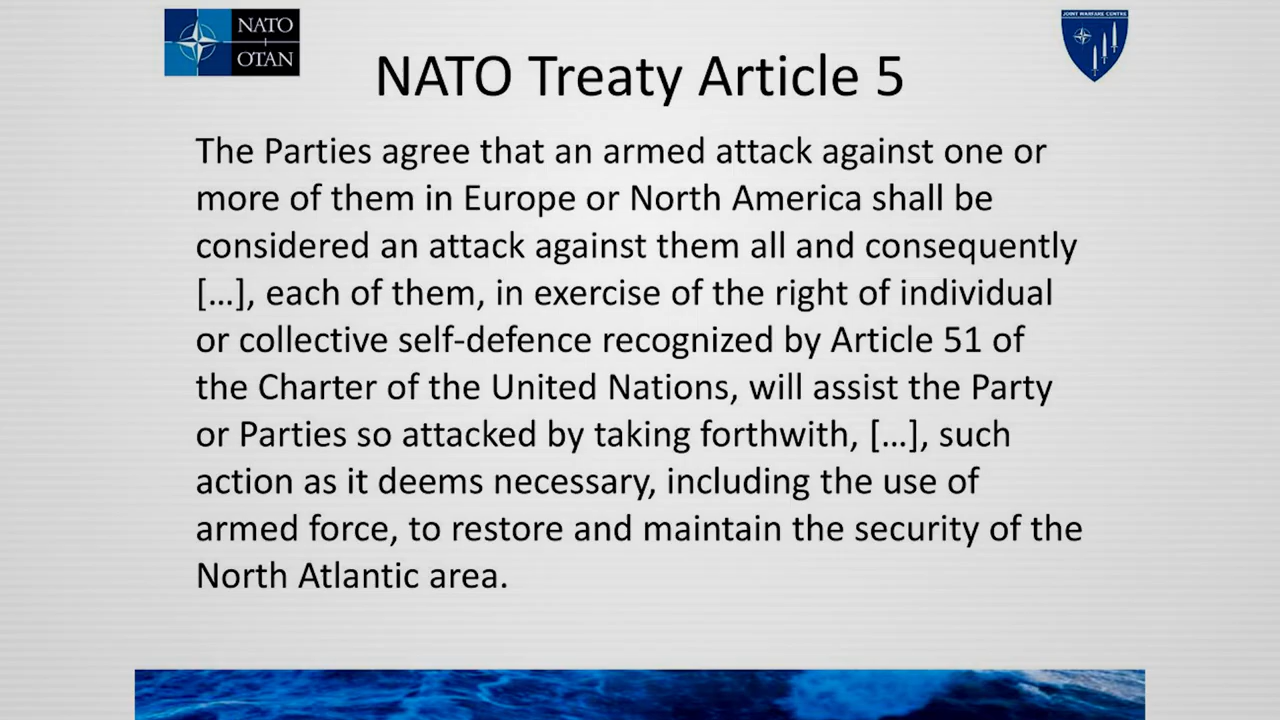 NATO
OTAN
JOINT WARFARE CENTRE
NATO Treaty Article 5
The Parties agree that an armed attack against one or
more of them in Europe or North America shall be
considered an attack against them all and consequently
[…], each of them, in exercise of the right of individual
or collective self-defence recognized by Article 51 of
the Charter of the United Nations, will assist the Party
or Parties so attacked by taking forthwith, […], such
action as it deems necessary, including the use of
armed force, to restore and maintain the security of the
North Atlantic area.